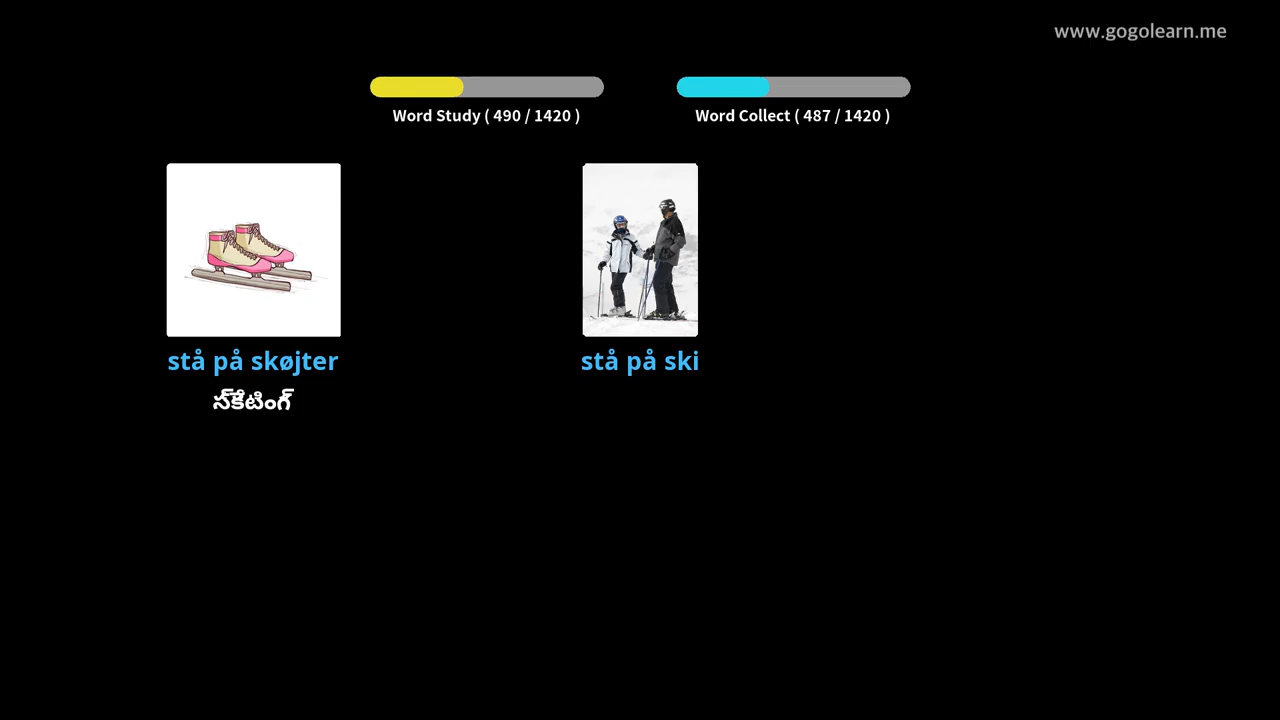 www.gogolearn.me
Word Study ( 490 / 1420 )
Word Collect ( 487 / 1420 )
stå på skøjter
స్‌కేటింగ్
stå på ski